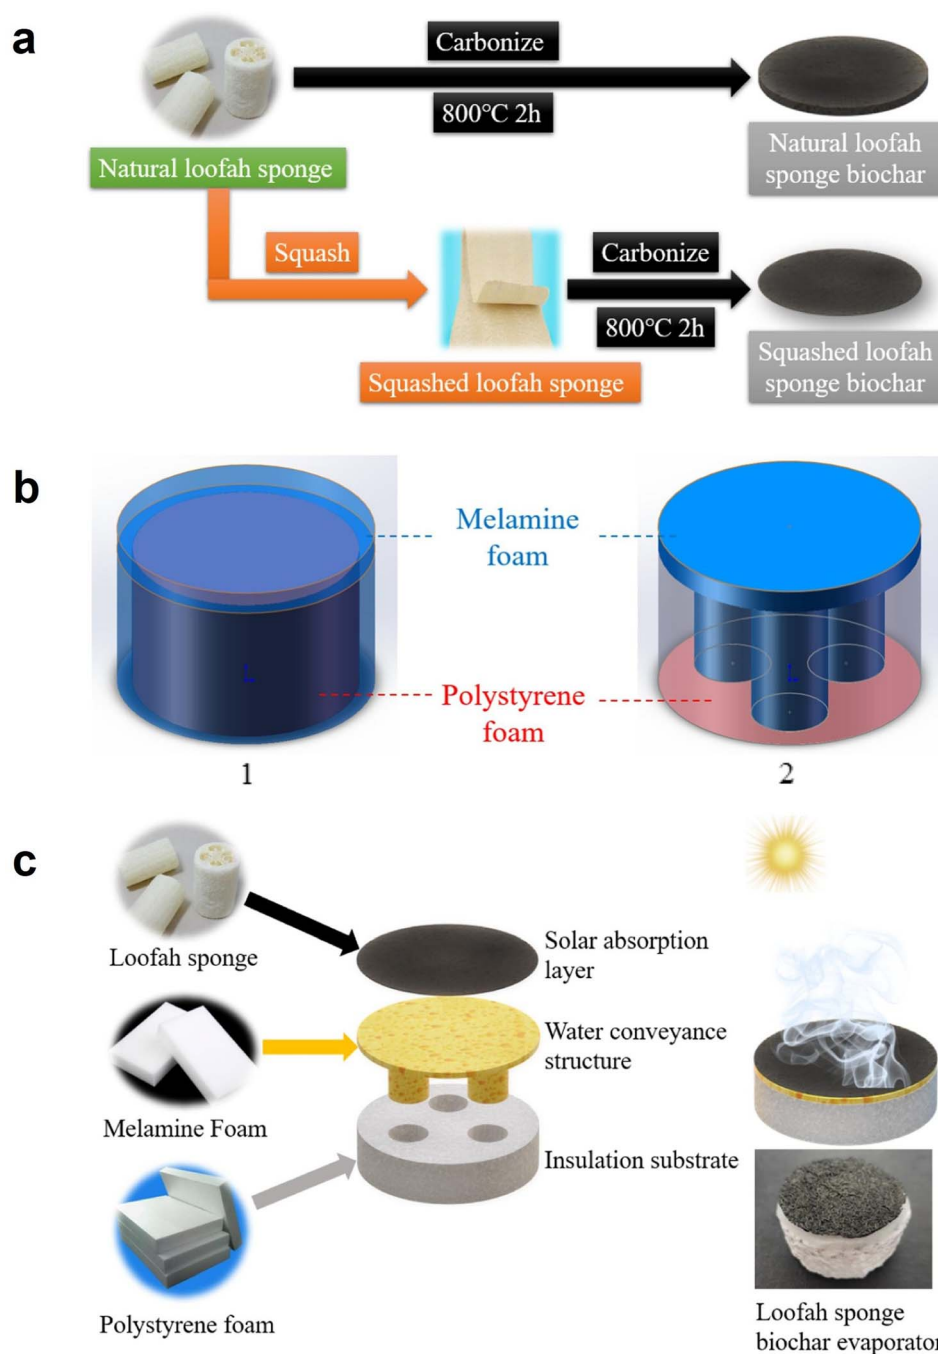 a
Carbonize
800℃ 2h
Natural loofah sponge
Natural loofah
sponge biochar
Squash
Carbonize
800℃ 2h
Squashed loofah sponge
Squashed loofah
sponge biochar
b
Melamine
foam
Polystyrene
foam
1
2
c
Loofah sponge
Solar absorption
layer
Water conveyance
structure
Melamine Foam
Insulation substrate
Polystyrene foam
Loofah sponge
biochar evaporator